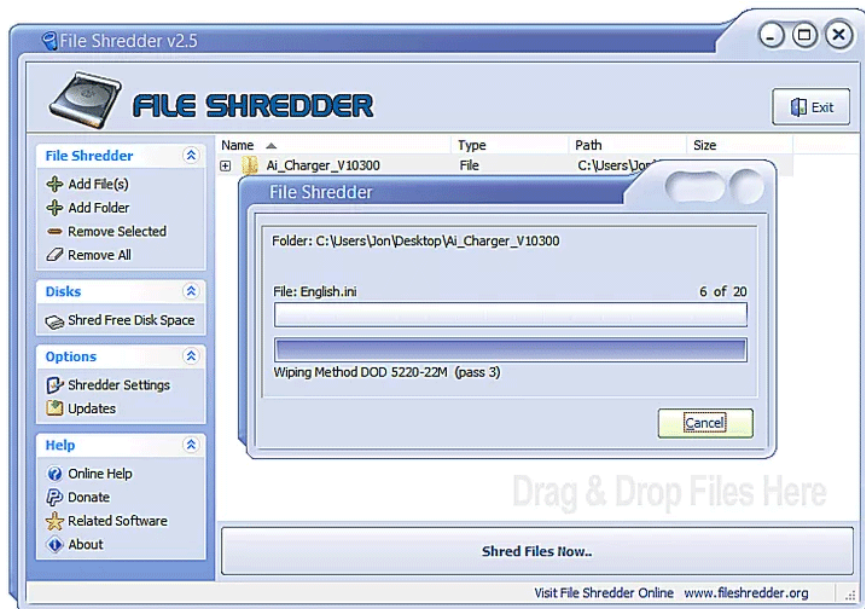 File Shredder v2.5
FILE SHREDDER
Exit
File Shredder
Add File(s)
Add Folder
Remove Selected
Remove All
Disks
Shred Free Disk Space
Options
Shredder Settings
Updates
Help
Online Help
Donate
Related Software
About
Name Type Path Size
Ai_Charger_V10300 File C:\Users\Jon\
File Shredder
Folder: C:\Users\Jon\Desktop\Ai_Charger_V10300
File: English.ini 6 of 20
Wiping Method DOD 5220-22M (pass 3)
Cancel
Drag & Drop Files Here
Shred Files Now..
Visit File Shredder Online www.fileshredder.org